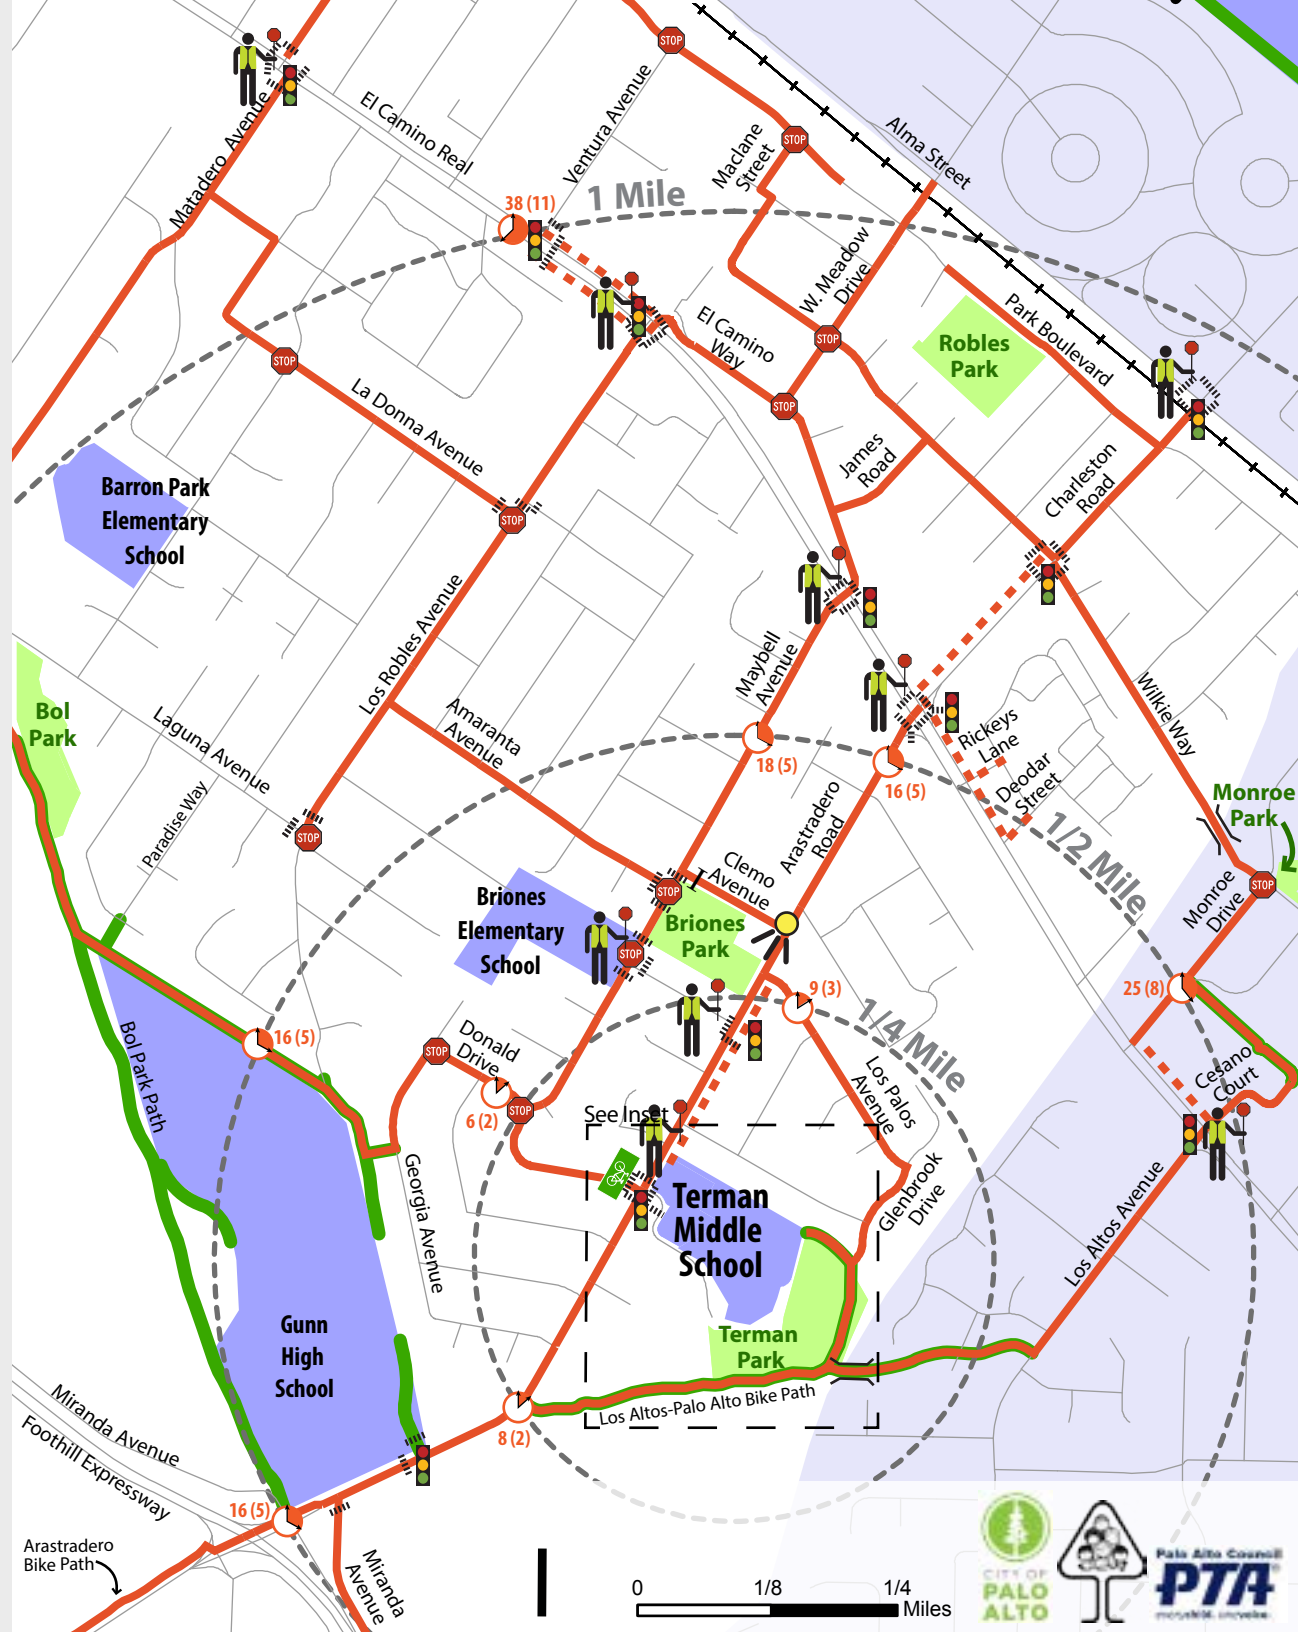 STOP
Alma Street
El Camino Real
Ventura Avenue
Maclane
Street
STOP
Matadero Avenue
1 Mile
38 (11)
W. Meadow
Drive
El Camino
Way
Park Boulevard
Robles
Park
STOP
STOP
STOP
La Donna Avenue
James
Road
Charleston
Road
Barron Park
Elementary
School
STOP
Los Robles Avenue
Maybell
Avenue
Wilkie Way
Bol
Park
Laguna Avenue
Amaranta
Avenue
Rickeys
Lane
Deodar
Street
18 (5)
16 (5)
Monroe
Park
Paradise Way
STOP
Arastradero
Road
1/2 Mile
Clemo
Avenue
STOP
Monroe
Drive
STOP
Briones
Elementary
School
Briones
Park
STOP
25 (8)
9 (3)
1/4 Mile
Bol Park Path
16 (5)
STOP
Donald
Drive
6 (2)
STOP
See Inset
Los Palos
Avenue
Cesano
Court
Georgia Avenue
Glenbrook
Drive
Los Altos Avenue
Terman
Middle
School
Gunn
High
School
Terman
Park
Los Altos-Palo Alto Bike Path
8 (2)
Miranda Avenue
Foothill Expressway
16 (5)
Arastradero
Bike Path
Miranda
Avenue
0 1/8 1/4
Miles
CITY OF
PALO
ALTO
Palo Alto Council
PTA
everychild. onevoice.